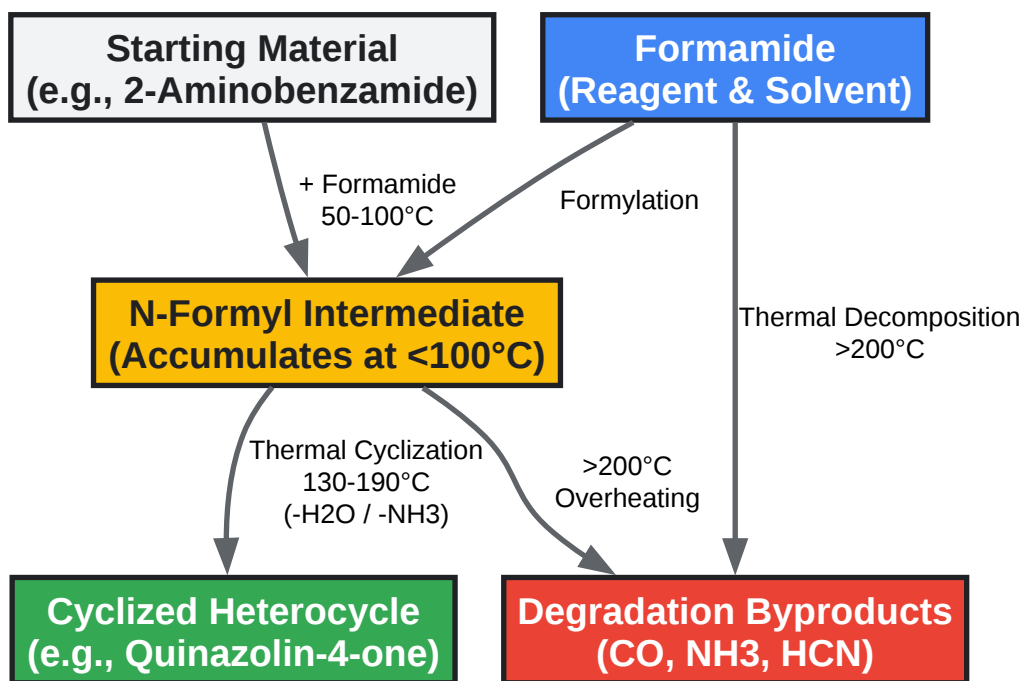 Starting Material
(e.g., 2-Aminobenzamide)
Formamide
(Reagent & Solvent)
+ Formamide
50-100°C
Formylation
N-Formyl Intermediate
(Accumulates at <100°C)
Thermal Decomposition
>200°C
Thermal Cyclization
130-190°C
(-H2O / -NH3)
>200°C
Overheating
Cyclized Heterocycle
(e.g., Quinazolin-4-one)
Degradation Byproducts
(CO, NH3, HCN)